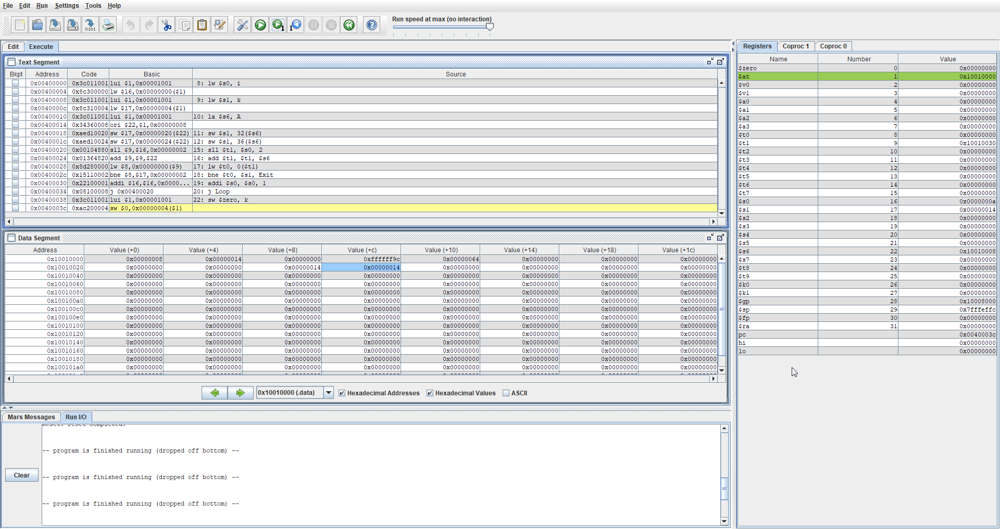 File Edit Run Settings Tools Help
Run speed at max (no interaction)
Edit Execute
Text Segment
Bkpt Address Code Basic Source
0x00400000 0x3c011001 lui $1,0x00001001 8: lw $s0, i
0x00400004 0x8c300000 lw $16,0x00000000($1)
0x00400008 0x3c011001 lui $1,0x00001001 9: lw $s1, k
0x0040000c 0x8c310004 lw $17,0x00000004($1)
0x00400010 0x3c011001 lui $1,0x00001001 10: la $s6, A
0x00400014 0x34360008 ori $22,$1,0x00000008
0x00400018 0xaed10020 sw $17,0x00000020($22) 11: sw $s1, 32($s6)
0x0040001c 0xaed10024 sw $17,0x00000024($22) 12: sw $s1, 36($s6)
0x00400020 0x00104880 sll $9,$16,0x00000002 15: sll $t1, $s0, 2
0x00400024 0x01364820 add $9,$9,$22 16: add $t1, $t1, $s6
0x00400028 0x8d280000 lw $8,0x00000000($9) 17: lw $t0, 0($t1)
0x0040002c 0x15110002 bne $8,$17,0x00000002 18: bne $t0, $s1, Exit
0x00400030 0x22100001 addi $16,$16,0x0000... 19: addi $s0, $s0, 1
0x00400034 0x08100008 j 0x00400020 20: j Loop
0x00400038 0x3c011001 lui $1,0x00001001 22: sw $zero, k
0x0040003c 0xac200004 sw $0,0x00000004($1)
Data Segment
Address Value (+0) Value (+4) Value (+8) Value (+c) Value (+10) Value (+14) Value (+18) Value (+1c)
0x10010000 0x00000008 0x00000014 0x00000000 0xffffff9c 0x00000064 0x00000000 0x00000000 0x00000000
0x10010020 0x00000000 0x00000000 0x00000014 0x00000014 0x00000000 0x00000000 0x00000000 0x00000000
0x10010040 0x00000000 0x00000000 0x00000000 0x00000000 0x00000000 0x00000000 0x00000000 0x00000000
0x10010060 0x00000000 0x00000000 0x00000000 0x00000000 0x00000000 0x00000000 0x00000000 0x00000000
0x10010080 0x00000000 0x00000000 0x00000000 0x00000000 0x00000000 0x00000000 0x00000000 0x00000000
0x100100a0 0x00000000 0x00000000 0x00000000 0x00000000 0x00000000 0x00000000 0x00000000 0x00000000
0x100100c0 0x00000000 0x00000000 0x00000000 0x00000000 0x00000000 0x00000000 0x00000000 0x00000000
0x100100e0 0x00000000 0x00000000 0x00000000 0x00000000 0x00000000 0x00000000 0x00000000 0x00000000
0x10010100 0x00000000 0x00000000 0x00000000 0x00000000 0x00000000 0x00000000 0x00000000 0x00000000
0x10010120 0x00000000 0x00000000 0x00000000 0x00000000 0x00000000 0x00000000 0x00000000 0x00000000
0x10010140 0x00000000 0x00000000 0x00000000 0x00000000 0x00000000 0x00000000 0x00000000 0x00000000
0x10010160 0x00000000 0x00000000 0x00000000 0x00000000 0x00000000 0x00000000 0x00000000 0x00000000
0x10010180 0x00000000 0x00000000 0x00000000 0x00000000 0x00000000 0x00000000 0x00000000 0x00000000
0x100101a0 0x00000000 0x00000000 0x00000000 0x00000000 0x00000000 0x00000000 0x00000000 0x00000000
0x10010000 (.data) Hexadecimal Addresses Hexadecimal Values ASCII
Mars Messages Run I/O
Reset: reset completed.
-- program is finished running (dropped off bottom) --
-- program is finished running (dropped off bottom) --
-- program is finished running (dropped off bottom) --
Clear
Registers Coproc 1 Coproc 0
Name Number Value
$zero 0 0x00000000
$at 1 0x10010000
$v0 2 0x00000000
$v1 3 0x00000000
$a0 4 0x00000000
$a1 5 0x00000000
$a2 6 0x00000000
$a3 7 0x00000000
$t0 8 0x00000000
$t1 9 0x10010030
$t2 10 0x00000000
$t3 11 0x00000000
$t4 12 0x00000000
$t5 13 0x00000000
$t6 14 0x00000000
$t7 15 0x00000000
$s0 16 0x0000000a
$s1 17 0x00000014
$s2 18 0x00000000
$s3 19 0x00000000
$s4 20 0x00000000
$s5 21 0x00000000
$s6 22 0x10010008
$s7 23 0x00000000
$t8 24 0x00000000
$t9 25 0x00000000
$k0 26 0x00000000
$k1 27 0x00000000
$gp 28 0x10008000
$sp 29 0x7fffeffc
$fp 30 0x00000000
$ra 31 0x00000000
pc 0x0040003c
hi 0x00000000
lo 0x00000000